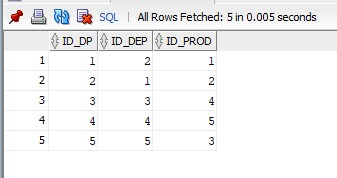 SQL | All Rows Fetched: 5 in 0.005 seconds
ID_DP ID_DEP ID_PROD
1 1 2 1
2 2 1 2
3 3 3 4
4 4 4 5
5 5 5 3